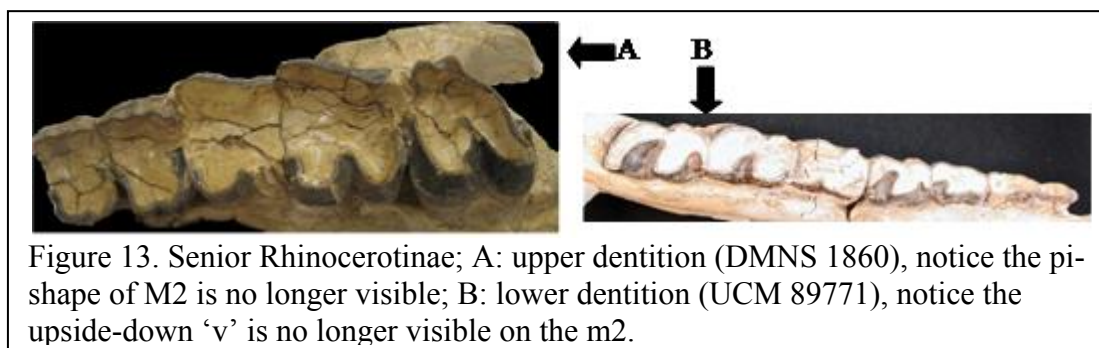 A B
Figure 13. Senior Rhinocerotinae; A: upper dentition (DMNS 1860), notice the pi-
shape of M2 is no longer visible; B: lower dentition (UCM 89771), notice the
upside-down ‘v’ is no longer visible on the m2.